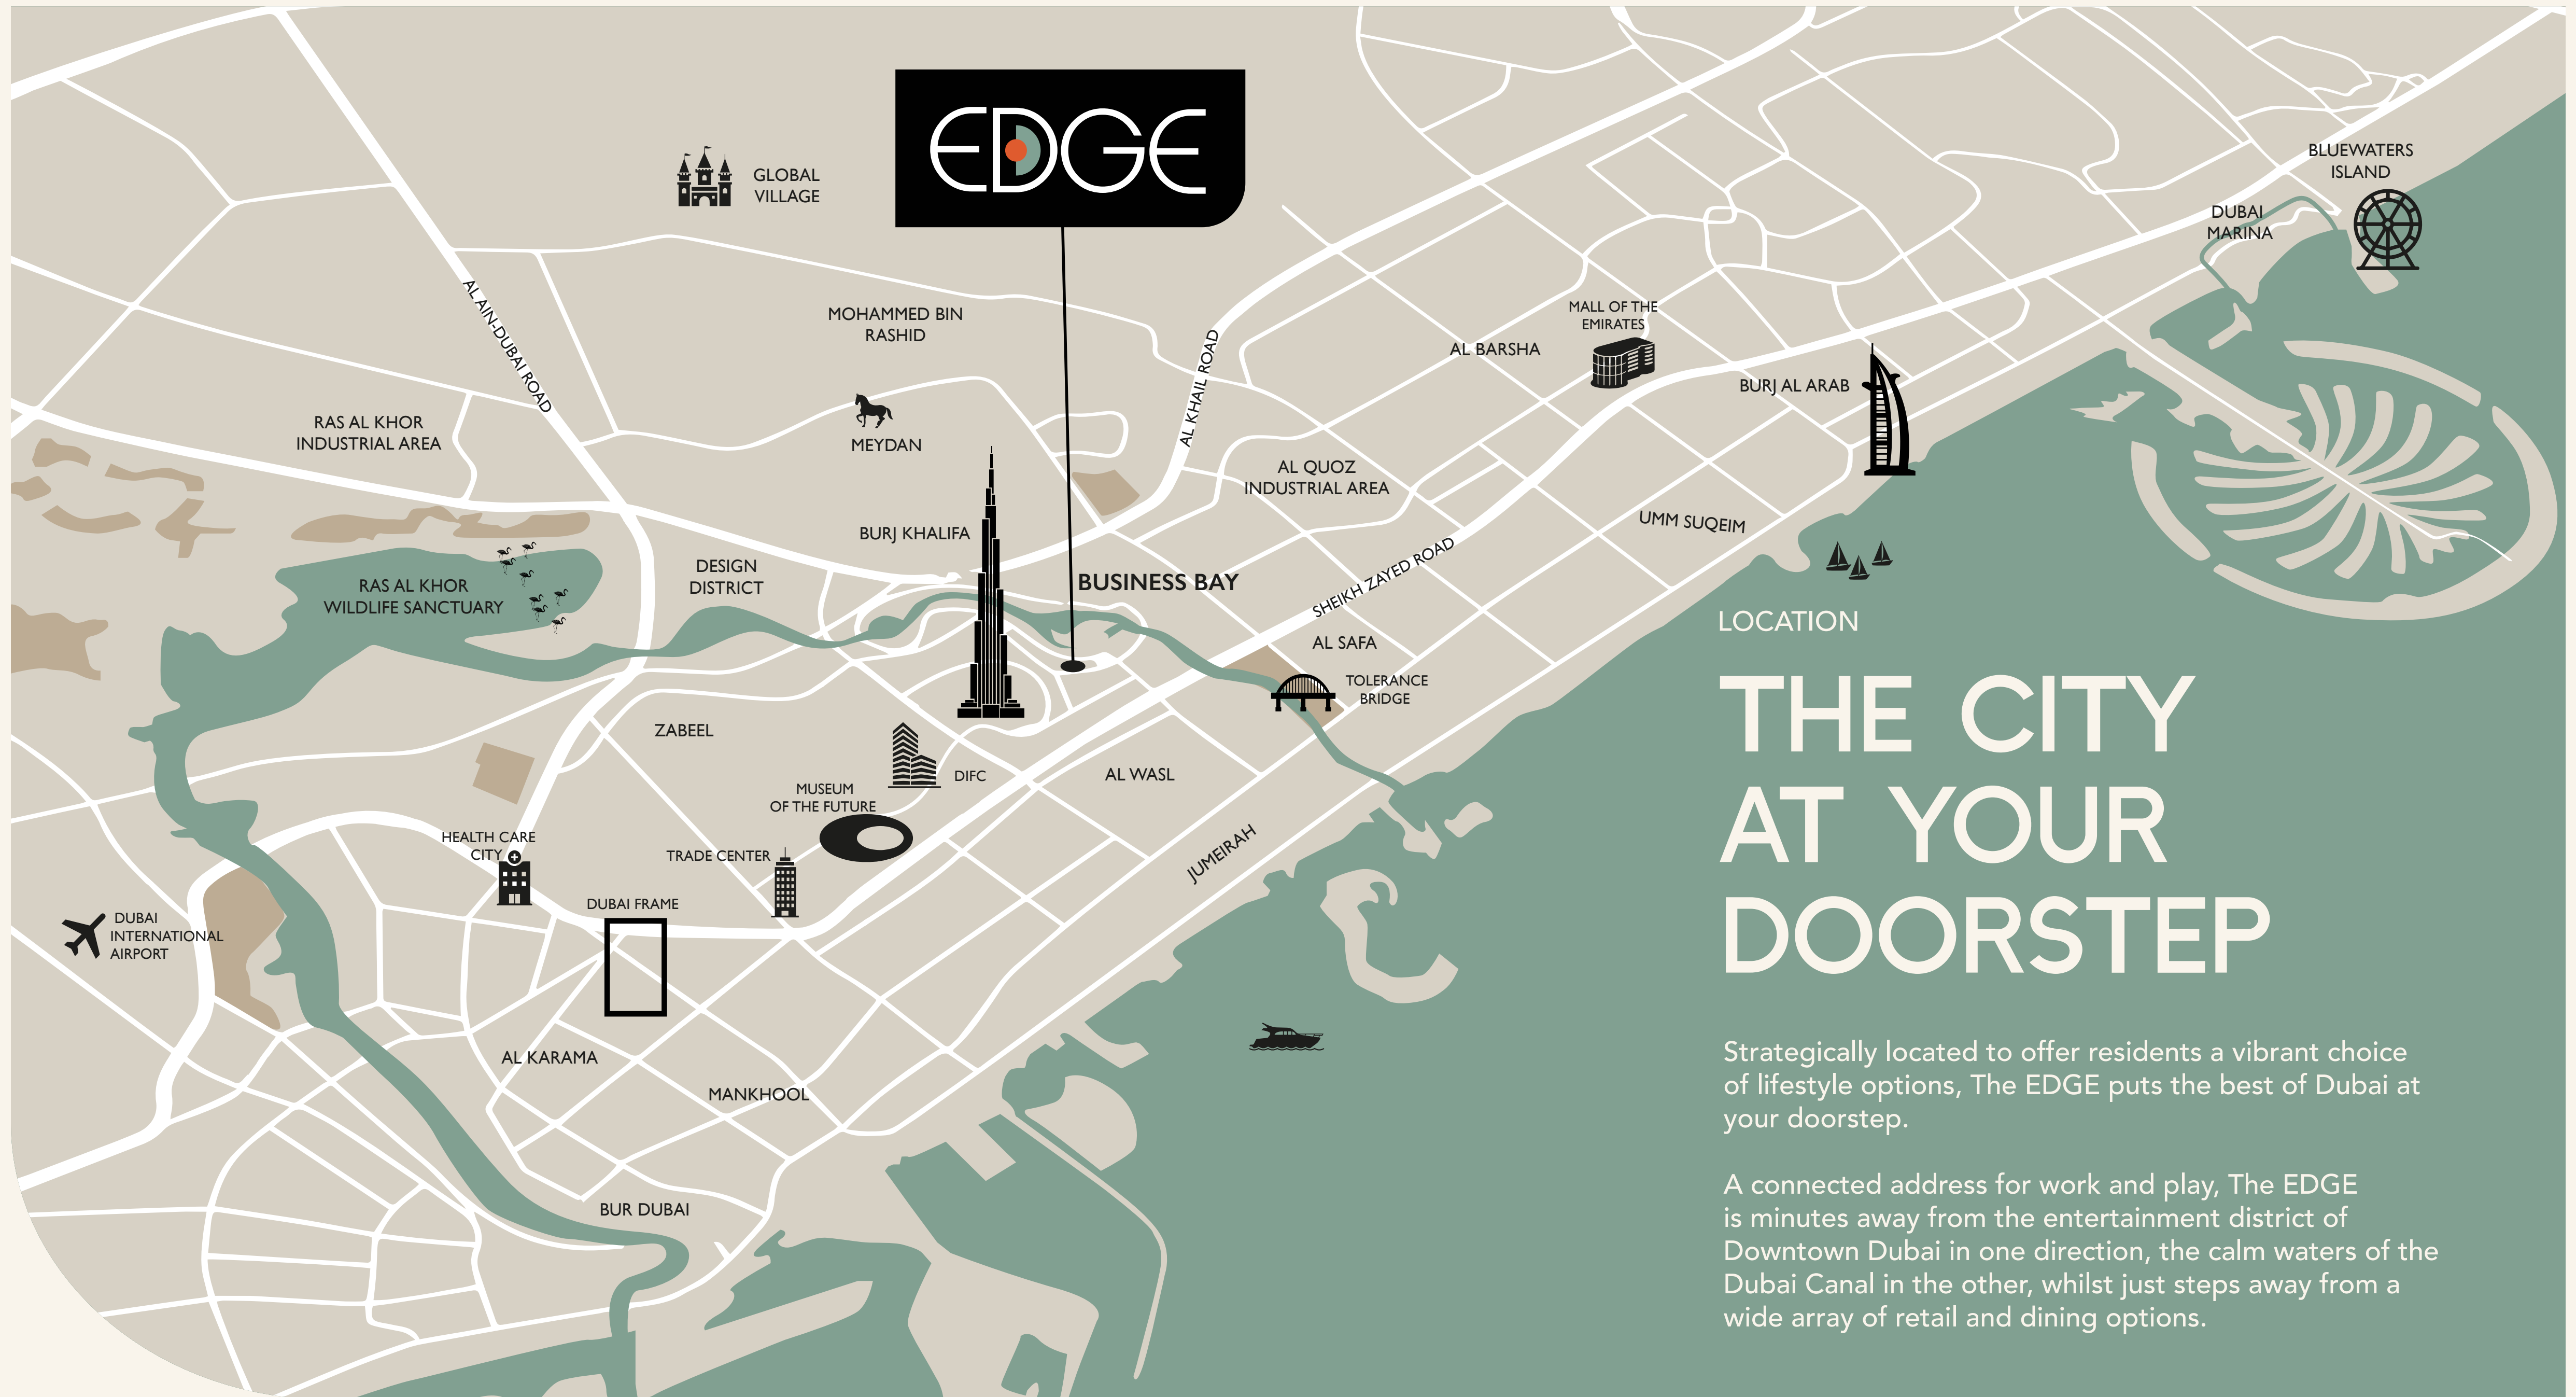 EDGE
GLOBAL
VILLAGE
BLUEWATERS
ISLAND
DUBAI
MARINA
AL AIN-DUBAI ROAD
MOHAMMED BIN
RASHID
MALL OF THE
EMIRATES
AL KHAIL ROAD
AL BARSHA
BURJ AL ARAB
RAS AL KHOR
INDUSTRIAL AREA
MEYDAN
AL QUOZ
INDUSTRIAL AREA
UMM SUQEIM
BURJ KHALIFA
DESIGN
DISTRICT
BUSINESS BAY
SHEIKH ZAYED ROAD
RAS AL KHOR
WILDLIFE SANCTUARY
AL SAFA
TOLERANCE
BRIDGE
ZABEEL
DIFC
AL WASL
MUSEUM
OF THE FUTURE
HEALTH CARE
CITY
TRADE CENTER
JUMEIRAH
DUBAI FRAME
DUBAI
INTERNATIONAL
AIRPORT
AL KARAMA
MANKHOOL
BUR DUBAI
LOCATION
THE CITY
AT YOUR
DOORSTEP
Strategically located to offer residents a vibrant choice
of lifestyle options, The EDGE puts the best of Dubai at
your doorstep.
A connected address for work and play, The EDGE
is minutes away from the entertainment district of
Downtown Dubai in one direction, the calm waters of the
Dubai Canal in the other, whilst just steps away from a
wide array of retail and dining options.